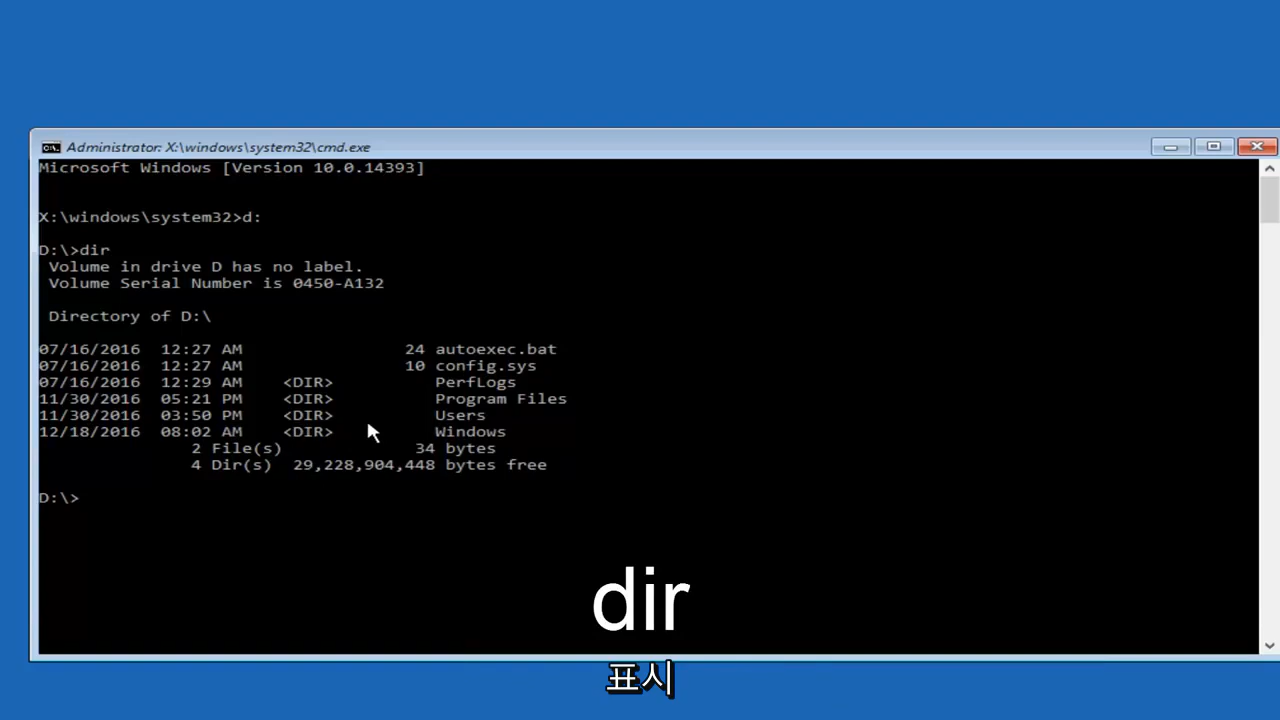 Administrator: X:\windows\system32\cmd.exe
Microsoft Windows [Version 10.0.14393]
X:\windows\system32>d:
D:\>dir
Volume in drive D has no label.
Volume Serial Number is 0450-A132
Directory of D:\
07/16/2016 12:27 AM 24 autoexec.bat
07/16/2016 12:27 AM 10 config.sys
07/16/2016 12:29 AM <DIR> PerfLogs
11/30/2016 05:21 PM <DIR> Program Files
11/30/2016 03:50 PM <DIR> Users
12/18/2016 08:02 AM <DIR> Windows
2 File(s) 34 bytes
4 Dir(s) 29,228,904,448 bytes free
D:\>
dir
표시